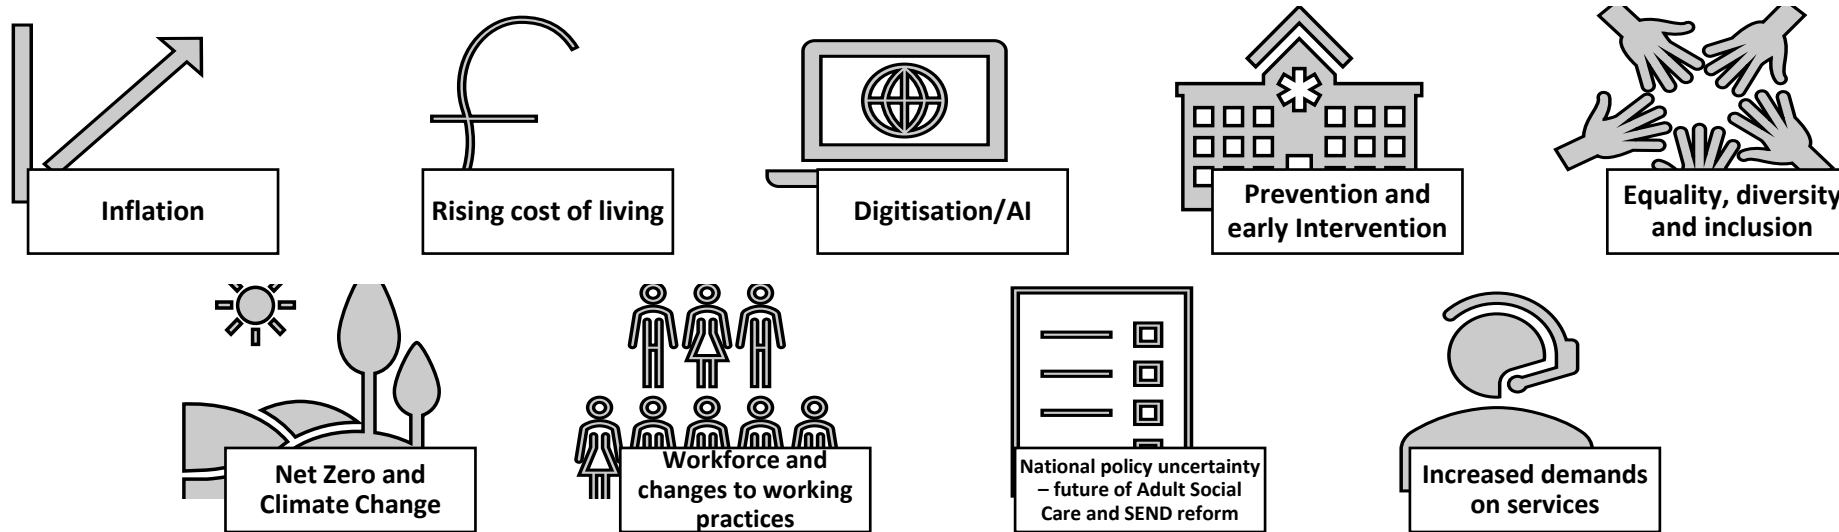 Inflation
Rising cost of living
Digitisation/AI
Prevention and
early Intervention
Equality, diversity
and inclusion
Net Zero and
Climate Change
Workforce and
changes to working
practices
National policy uncertainty
– future of Adult Social
Care and SEND reform
Increased demands
on services